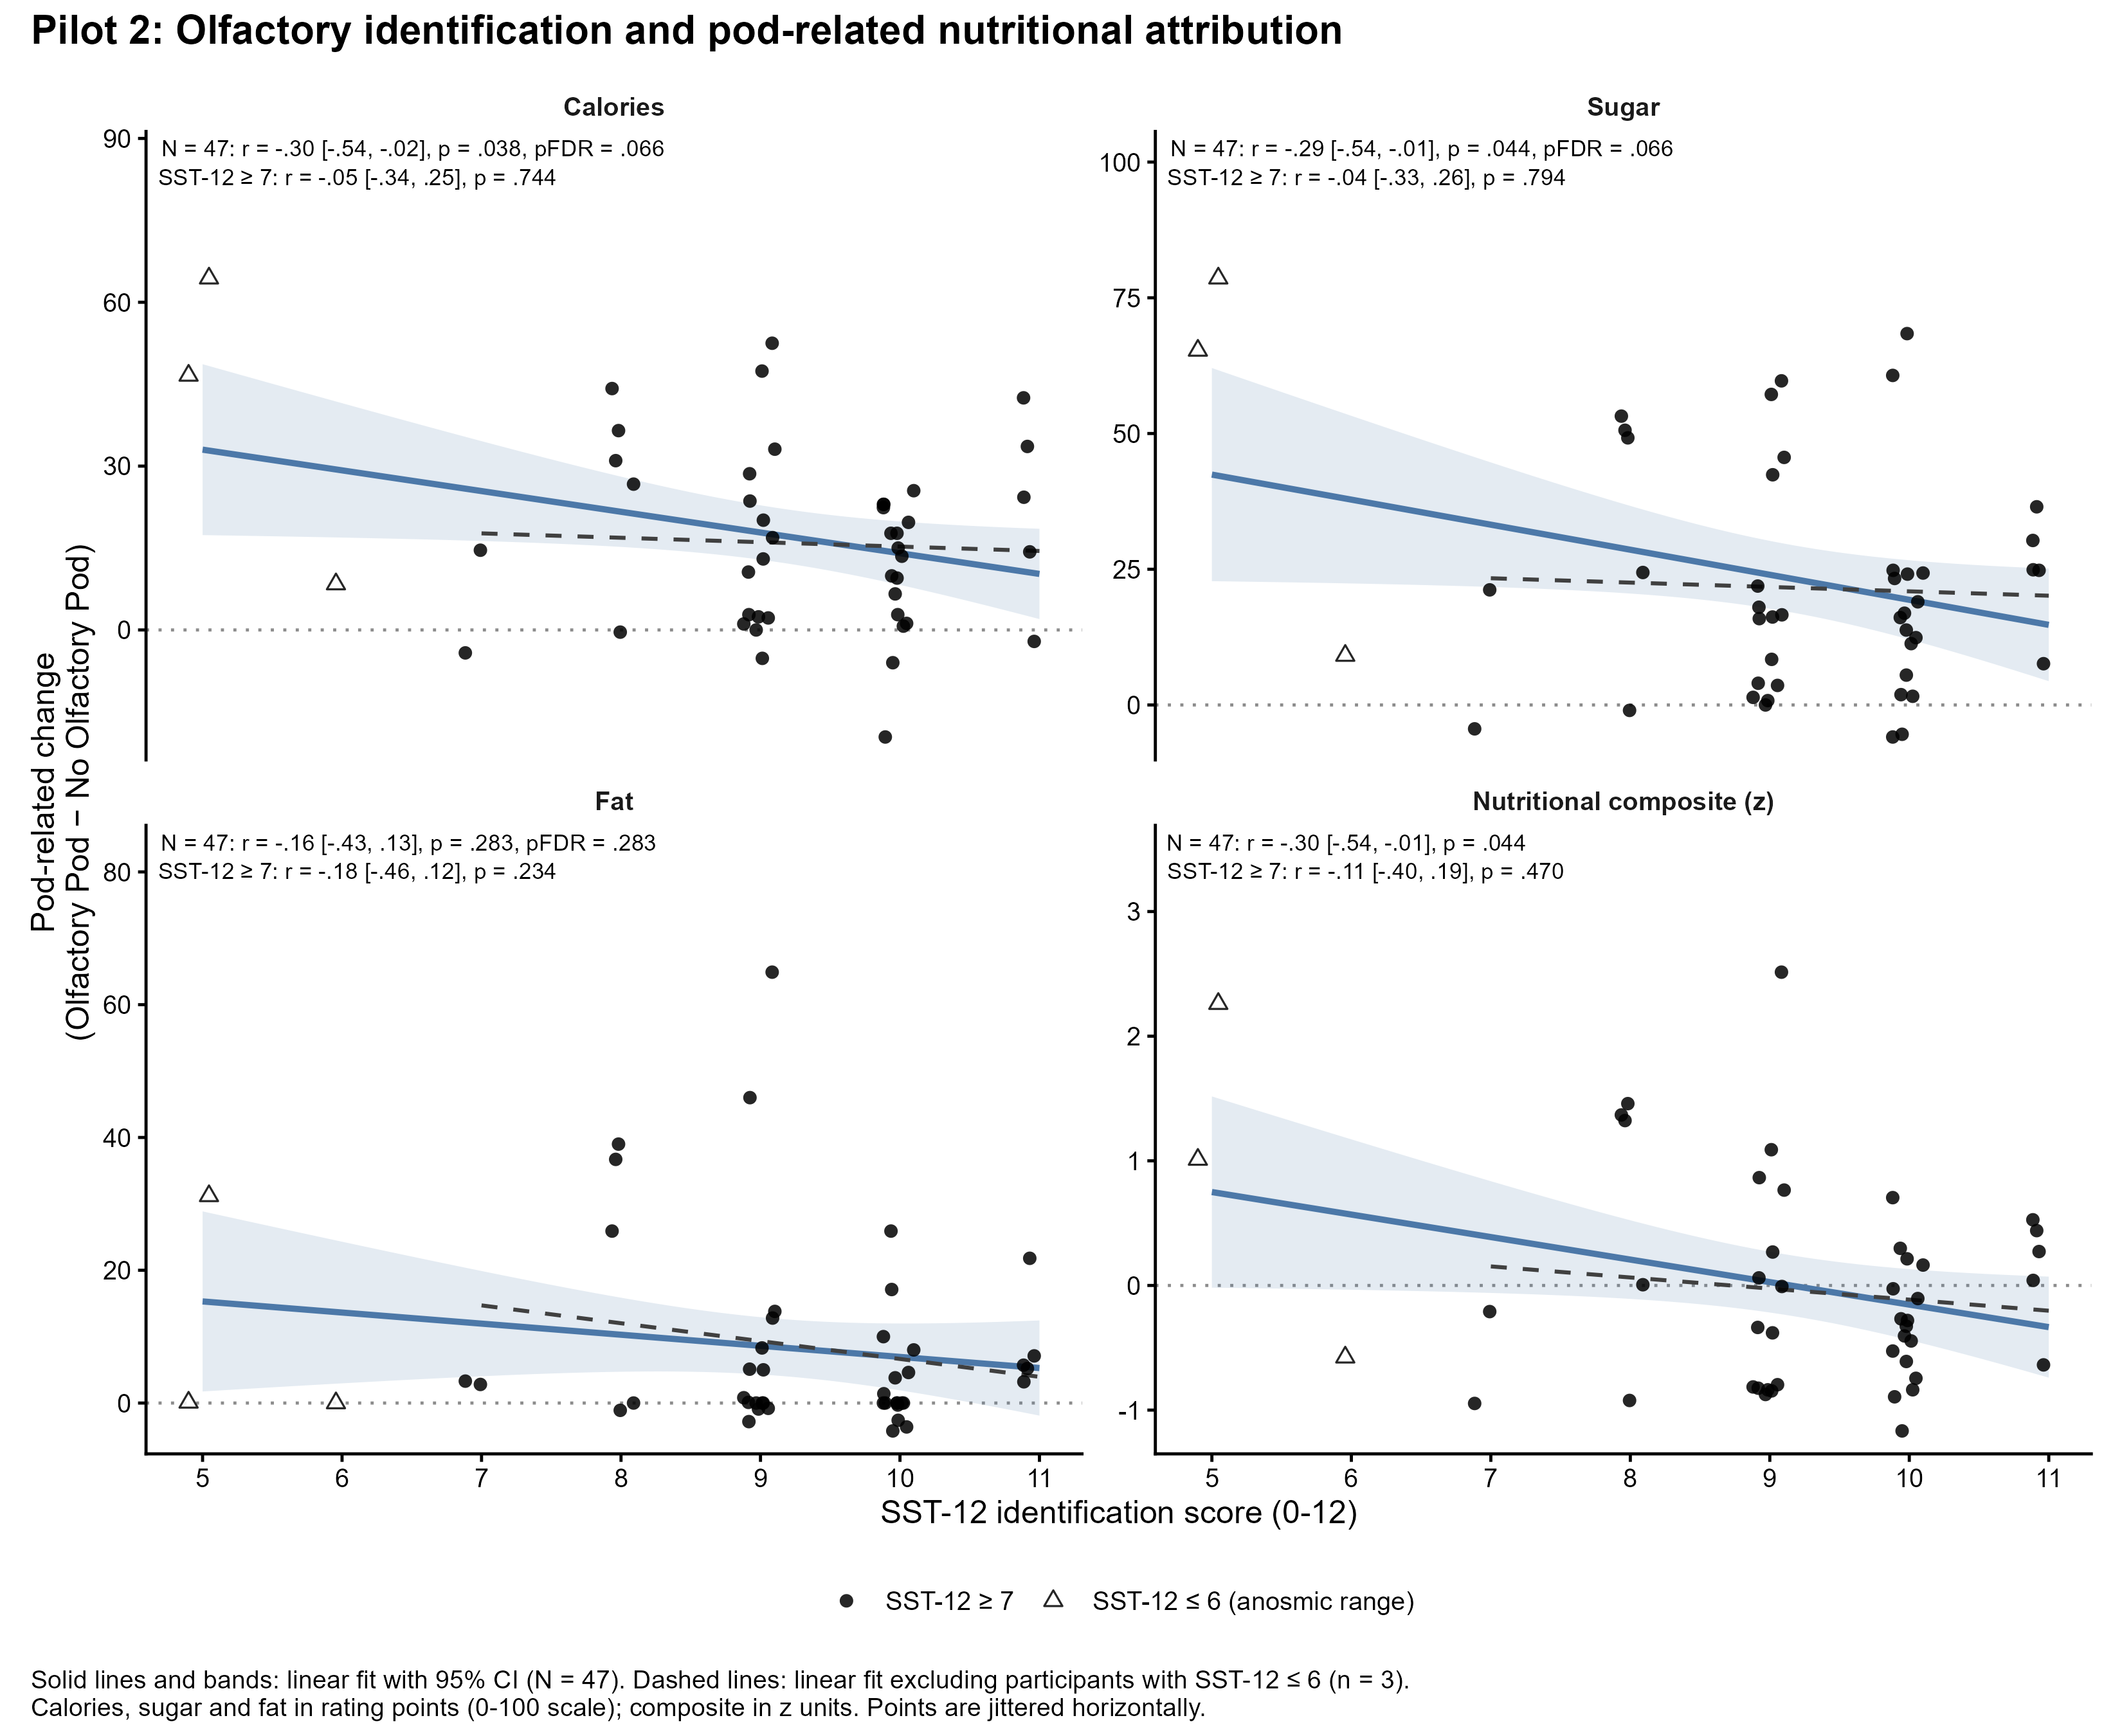 Pilot 2: Olfactory identification and pod-related nutritional attribution
Calories
N = 47: r = -.30 [-.54, -.02], p = .038, pFDR = .066
SST-12 ≥ 7: r = -.05 [-.34, .25], p = .744
90
60
30
0
Sugar
N = 47: r = -.29 [-.54, -.01], p = .044, pFDR = .066
SST-12 ≥ 7: r = -.04 [-.33, .26], p = .794
100
75
50
25
0
Pod-related change
(Olfactory Pod − No Olfactory Pod)
Fat
N = 47: r = -.16 [-.43, .13], p = .283, pFDR = .283
SST-12 ≥ 7: r = -.18 [-.46, .12], p = .234
80
60
40
20
0
5 6 7 8 9 10 11
Nutritional composite (z)
N = 47: r = -.30 [-.54, -.01], p = .044
SST-12 ≥ 7: r = -.11 [-.40, .19], p = .470
3
2
1
0
-1
5 6 7 8 9 10 11
SST-12 identification score (0-12)
SST-12 ≥ 7 SST-12 ≤ 6 (anosmic range)
Solid lines and bands: linear fit with 95% CI (N = 47). Dashed lines: linear fit excluding participants with SST-12 ≤ 6 (n = 3).
Calories, sugar and fat in rating points (0-100 scale); composite in z units. Points are jittered horizontally.